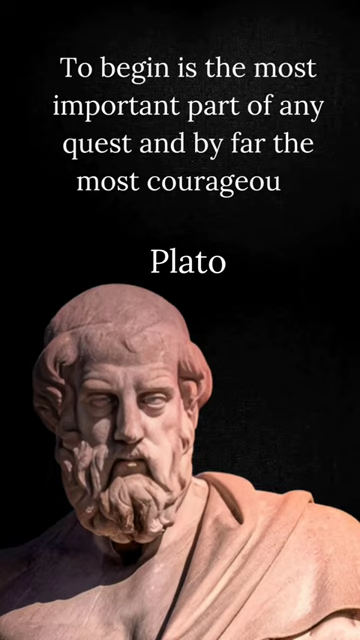 To begin is the most
important part of any
quest and by far the
most courageou
Plato